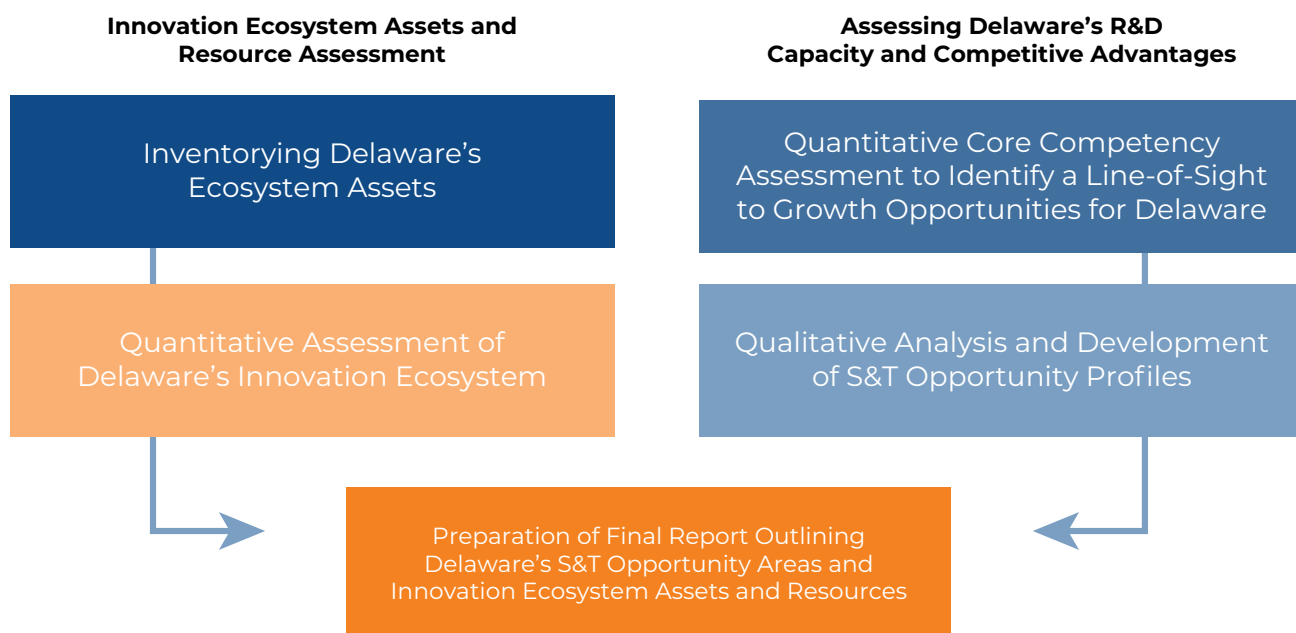 Innovation Ecosystem Assets and
Resource Assessment
Inventorying Delaware’s
Ecosystem Assets
Quantitative Assessment of
Delaware’s Innovation Ecosystem
Assessing Delaware’s R&D
Capacity and Competitive Advantages
Quantitative Core Competency
Assessment to Identify a Line-of-Sight
to Growth Opportunities for Delaware
Qualitative Analysis and Development
of S&T Opportunity Profiles
Preparation of Final Report Outlining
Delaware’s S&T Opportunity Areas and
Innovation Ecosystem Assets and Resources